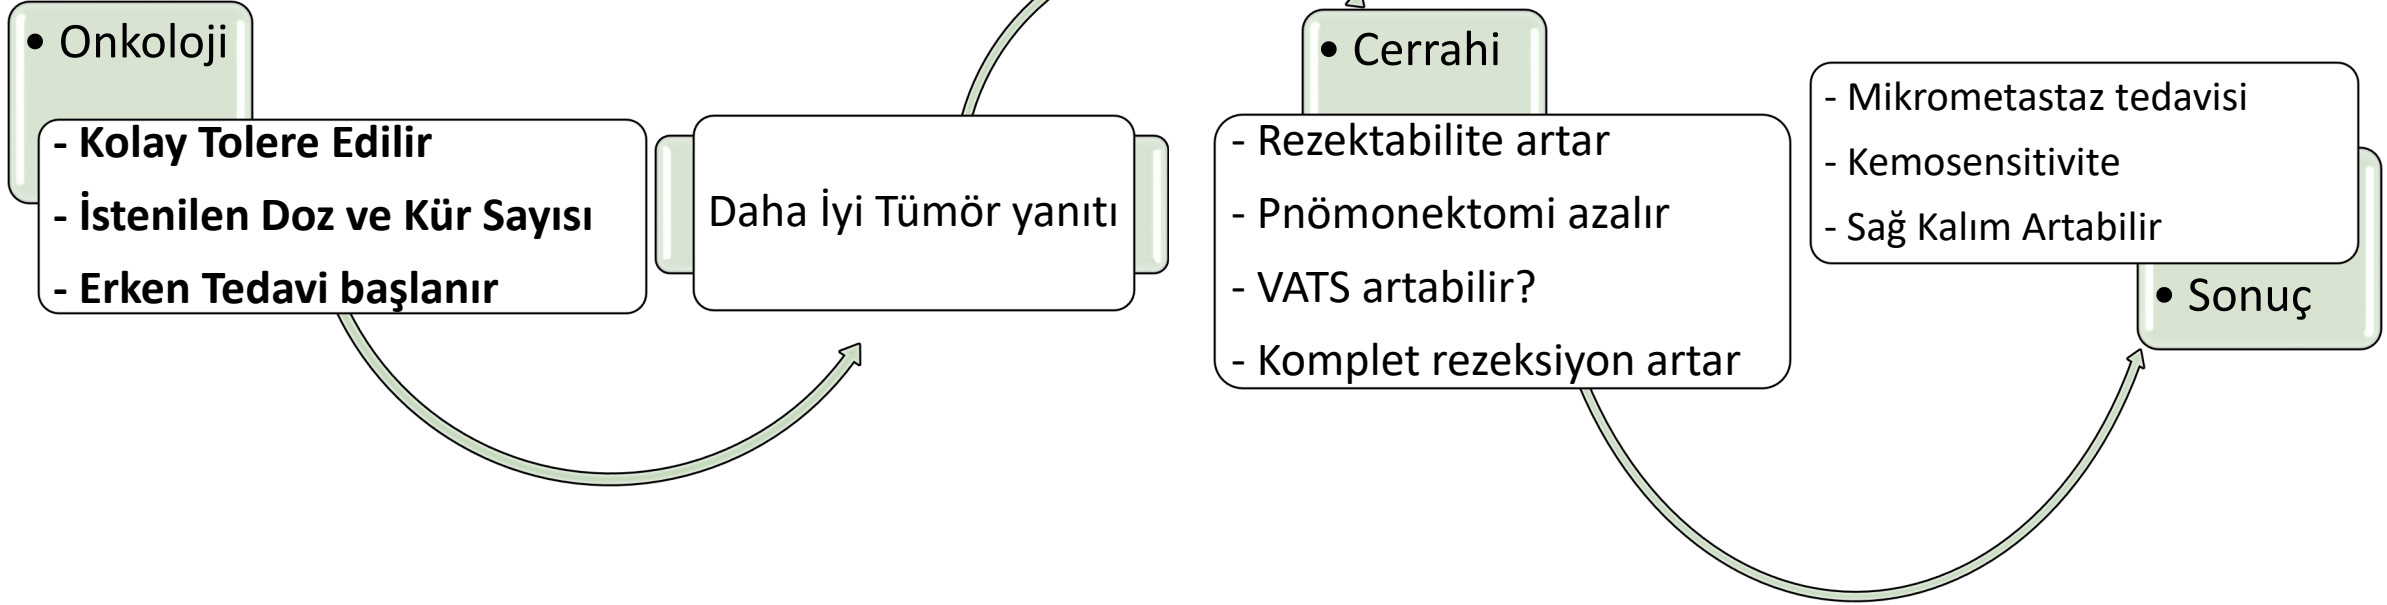 • Onkoloji
- Kolay Tolere Edilir
- İstenilen Doz ve Kür Sayısı
- Erken Tedavi başlanır
Daha İyi Tümör yanıtı
• Cerrahi
- Rezektabilite artar
- Pnömonektomi azalır
- VATS artabilir?
- Komplet rezeksiyon artar
- Mikrometastaz tedavisi
- Kemosensitivite
- Sağ Kalım Artabilir
• Sonuç